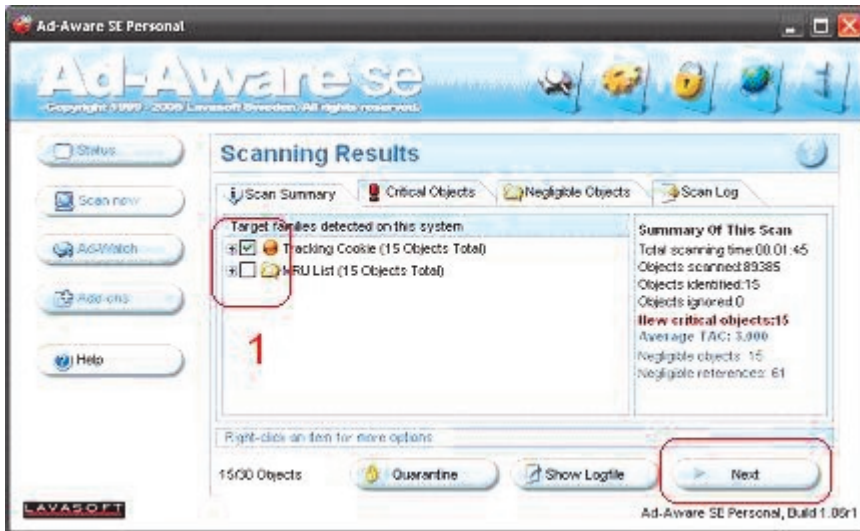 Ad-Aware SE Personal
Ad-Aware se
Status
Scan now
Ad-Watch
Add-ons
Help
Scanning Results
Scan Summary
Critical Objects
Negligible Objects
Scan Log
Target families detected on this system
Tracking Cookie (15 Objects Total)
MRU List (15 Objects Total)
1
Summary Of This Scan
Total scanning time:00:01:45
Objects scanned:89385
Objects identified:15
Objects ignored:0
New critical objects:15
Average TAC: 3,000
Negligible objects: 15
Negligible references: 61
Right-click an item for more options
15/30 Objects
Quarantine
Show Logfile
Next
LAVASOFT
Ad-Aware SE Personal, Build 1.06r1